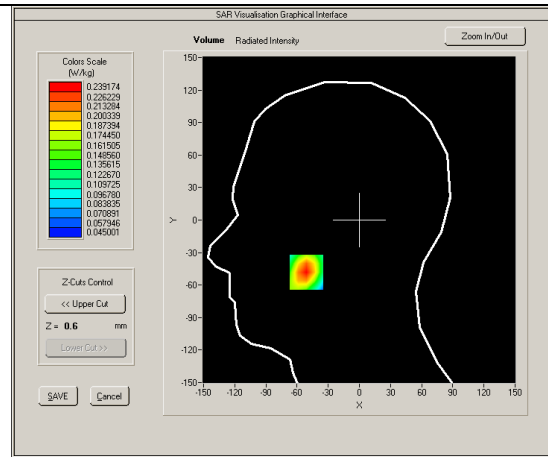 SAR Visualisation Graphical Interface
Volume Radiated Intensity
Zoom In/Out
Colors Scale
(W/kg)
0.239174
0.226229
0.213284
0.200339
0.187394
0.174450
0.161505
0.148560
0.135615
0.122670
0.109725
0.096780
0.083835
0.070891
0.057946
0.045001
Z-Cuts Control
<< Upper Cut
Z = 0.6 mm
Lower Cut >>
SAVE Cancel
150-
120-
90-
60-
30-
0-
-30-
-60-
-90-
-120-
-150-
Y
-150 -120 -90 -60 -30 0 30 60 90 120 150
X